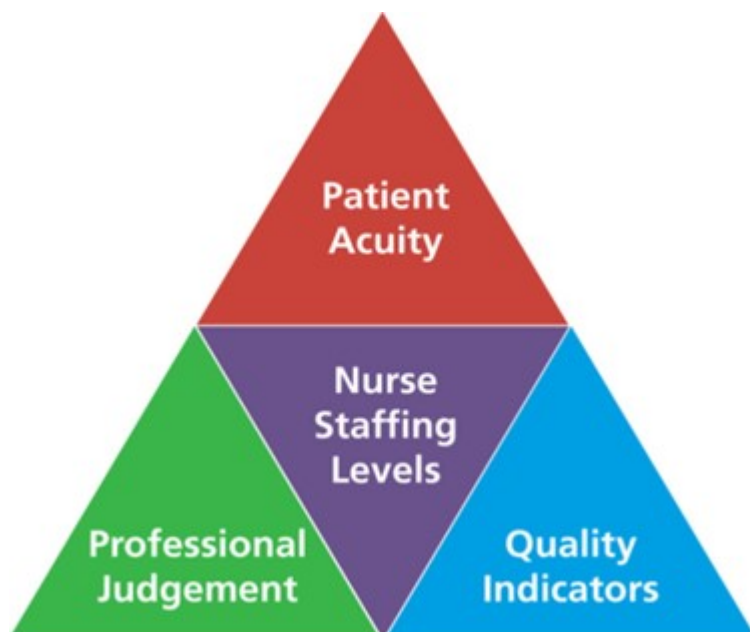 Patient
Acuity
Nurse
Staffing
Levels
Professional
Judgement
Quality
Indicators